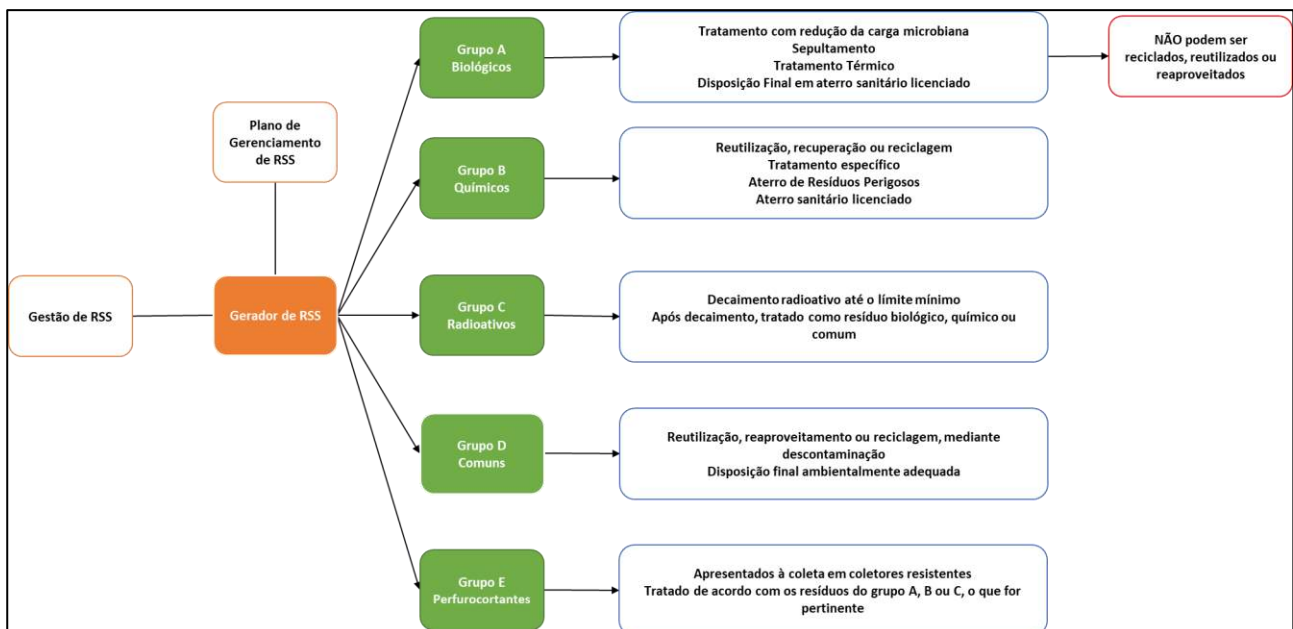 Gestão de RSS
Plano de
Gerenciamento
de RSS
Gerador de RSS
Grupo A
Biológicos
Tratamento com redução da carga microbiana
Sepultamento
Tratamento Térmico
Disposição Final em aterro sanitário licenciado
NÃO podem ser
reciclados, reutilizados ou
reaproveitados
Grupo B
Químicos
Reutilização, recuperação ou reciclagem
Tratamento específico
Aterro de Resíduos Perigosos
Aterro sanitário licenciado
Grupo C
Radioativos
Decaimento radioativo até o límite mínimo
Após decaimento, tratado como resíduo biológico, químico ou
comum
Grupo D
Comuns
Reutilização, reaproveitamento ou reciclagem, mediante
descontaminação
Disposição final ambientalmente adequada
Grupo E
Perfurocortantes
Apresentados à coleta em coletores resistentes
Tratado de acordo com os resíduos do grupo A, B ou C, o que for
pertinente